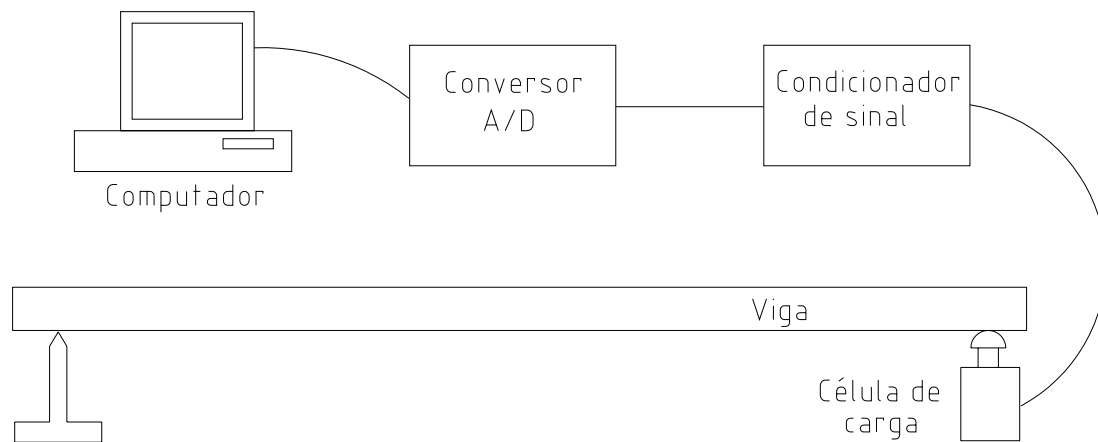 Conversor
A/D
Condicionador
de sinal
Computador
Viga
Célula de
carga